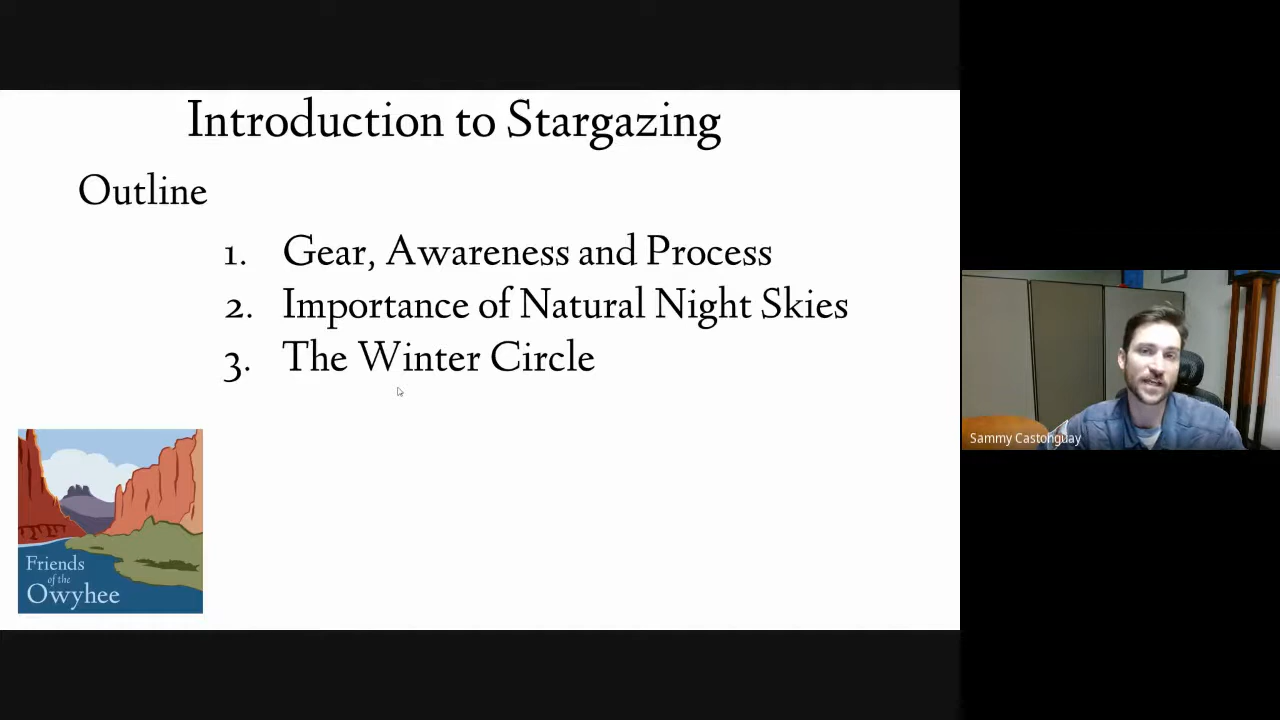 Introduction to Stargazing
Outline
1. Gear, Awareness and Process
2. Importance of Natural Night Skies
3. The Winter Circle
Friends
of the
Owyhee
Sammy Castonguay